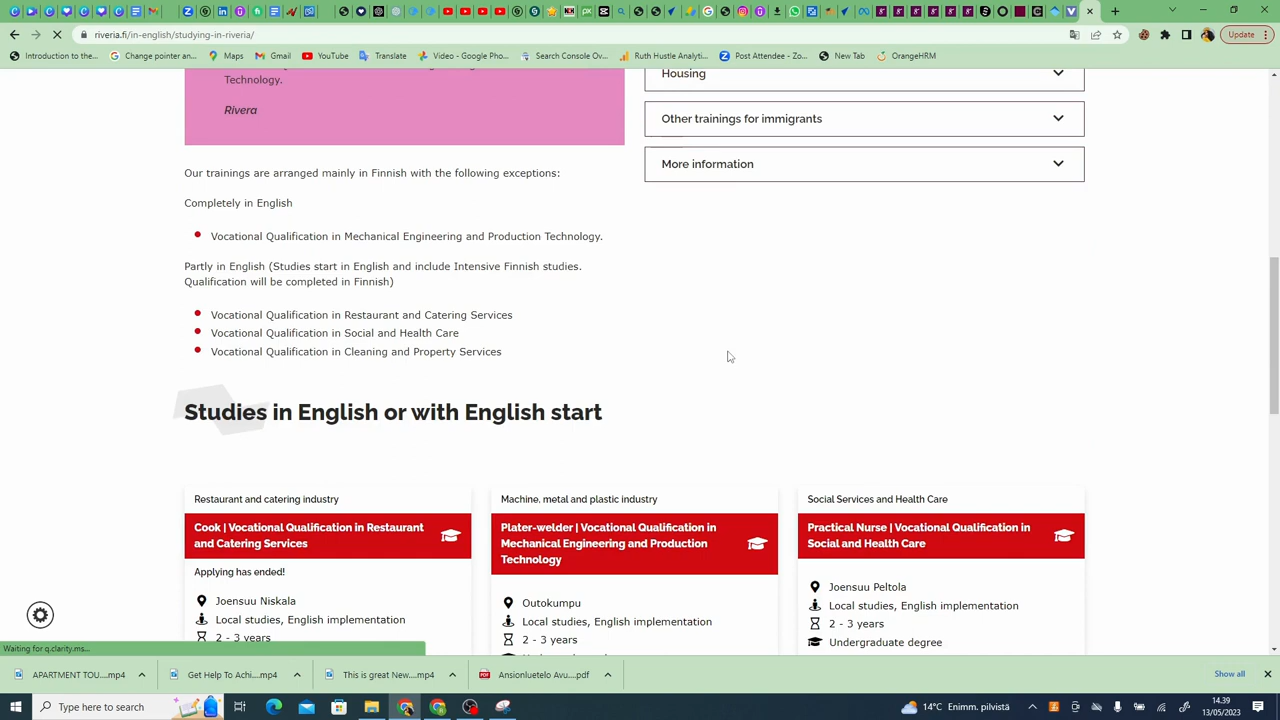 riveria.fi/in-english/studying-in-riveria/
Update
Introduction to the...
Change pointer an...
Maps
Gmail
YouTube
Translate
Video - Google Pho...
Search Console Ov...
Ruth Hustle Analyti...
Post Attendee - Zo...
New Tab
OrangeHRM
Technology.
Rivera
Housing
Other trainings for immigrants
More information
Our trainings are arranged mainly in Finnish with the following exceptions:
Completely in English
Vocational Qualification in Mechanical Engineering and Production Technology.
Partly in English (Studies start in English and include Intensive Finnish studies.
Qualification will be completed in Finnish)
Vocational Qualification in Restaurant and Catering Services
Vocational Qualification in Social and Health Care
Vocational Qualification in Cleaning and Property Services
Studies in English or with English start
Restaurant and catering industry
Cook | Vocational Qualification in Restaurant
and Catering Services
Applying has ended!
Joensuu Niskala
Local studies, English implementation
2 - 3 years
Machine, metal and plastic industry
Plater-welder | Vocational Qualification in
Mechanical Engineering and Production
Technology
Outokumpu
Local studies, English implementation
2 - 3 years
Social Services and Health Care
Practical Nurse | Vocational Qualification in
Social and Health Care
Joensuu Peltola
Local studies, English implementation
2 - 3 years
Undergraduate degree
Waiting for q.clarity.ms...
APARTMENT TOU....mp4
Get Help To Achi....mp4
This is great New....mp4
Ansionluetelo Avu....pdf
Show all
Type here to search
14°C Enimm. pilvistä
14.39
13/05/2023